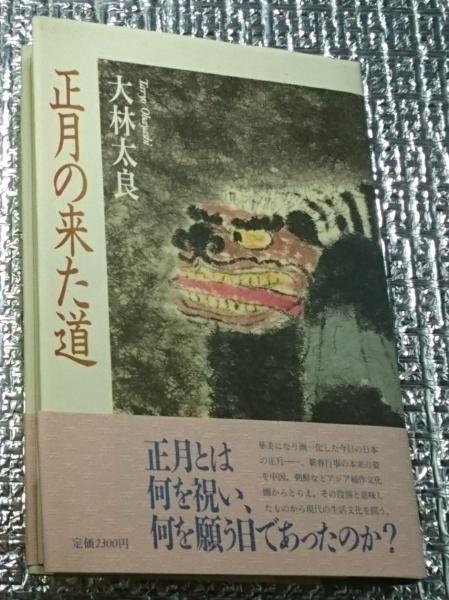 正月の来た道
大林太良
Taryo Obayashi
正月とは
何を祝い、
何を願う日であったのか?
華美になり画一化した今日の日本
の正月——。新春行事の本来の姿
を中国、朝鮮などアジア稲作文化
圏からとらえ、その役割と意味し
たものから現代の生活文化を問う。
定価2300円